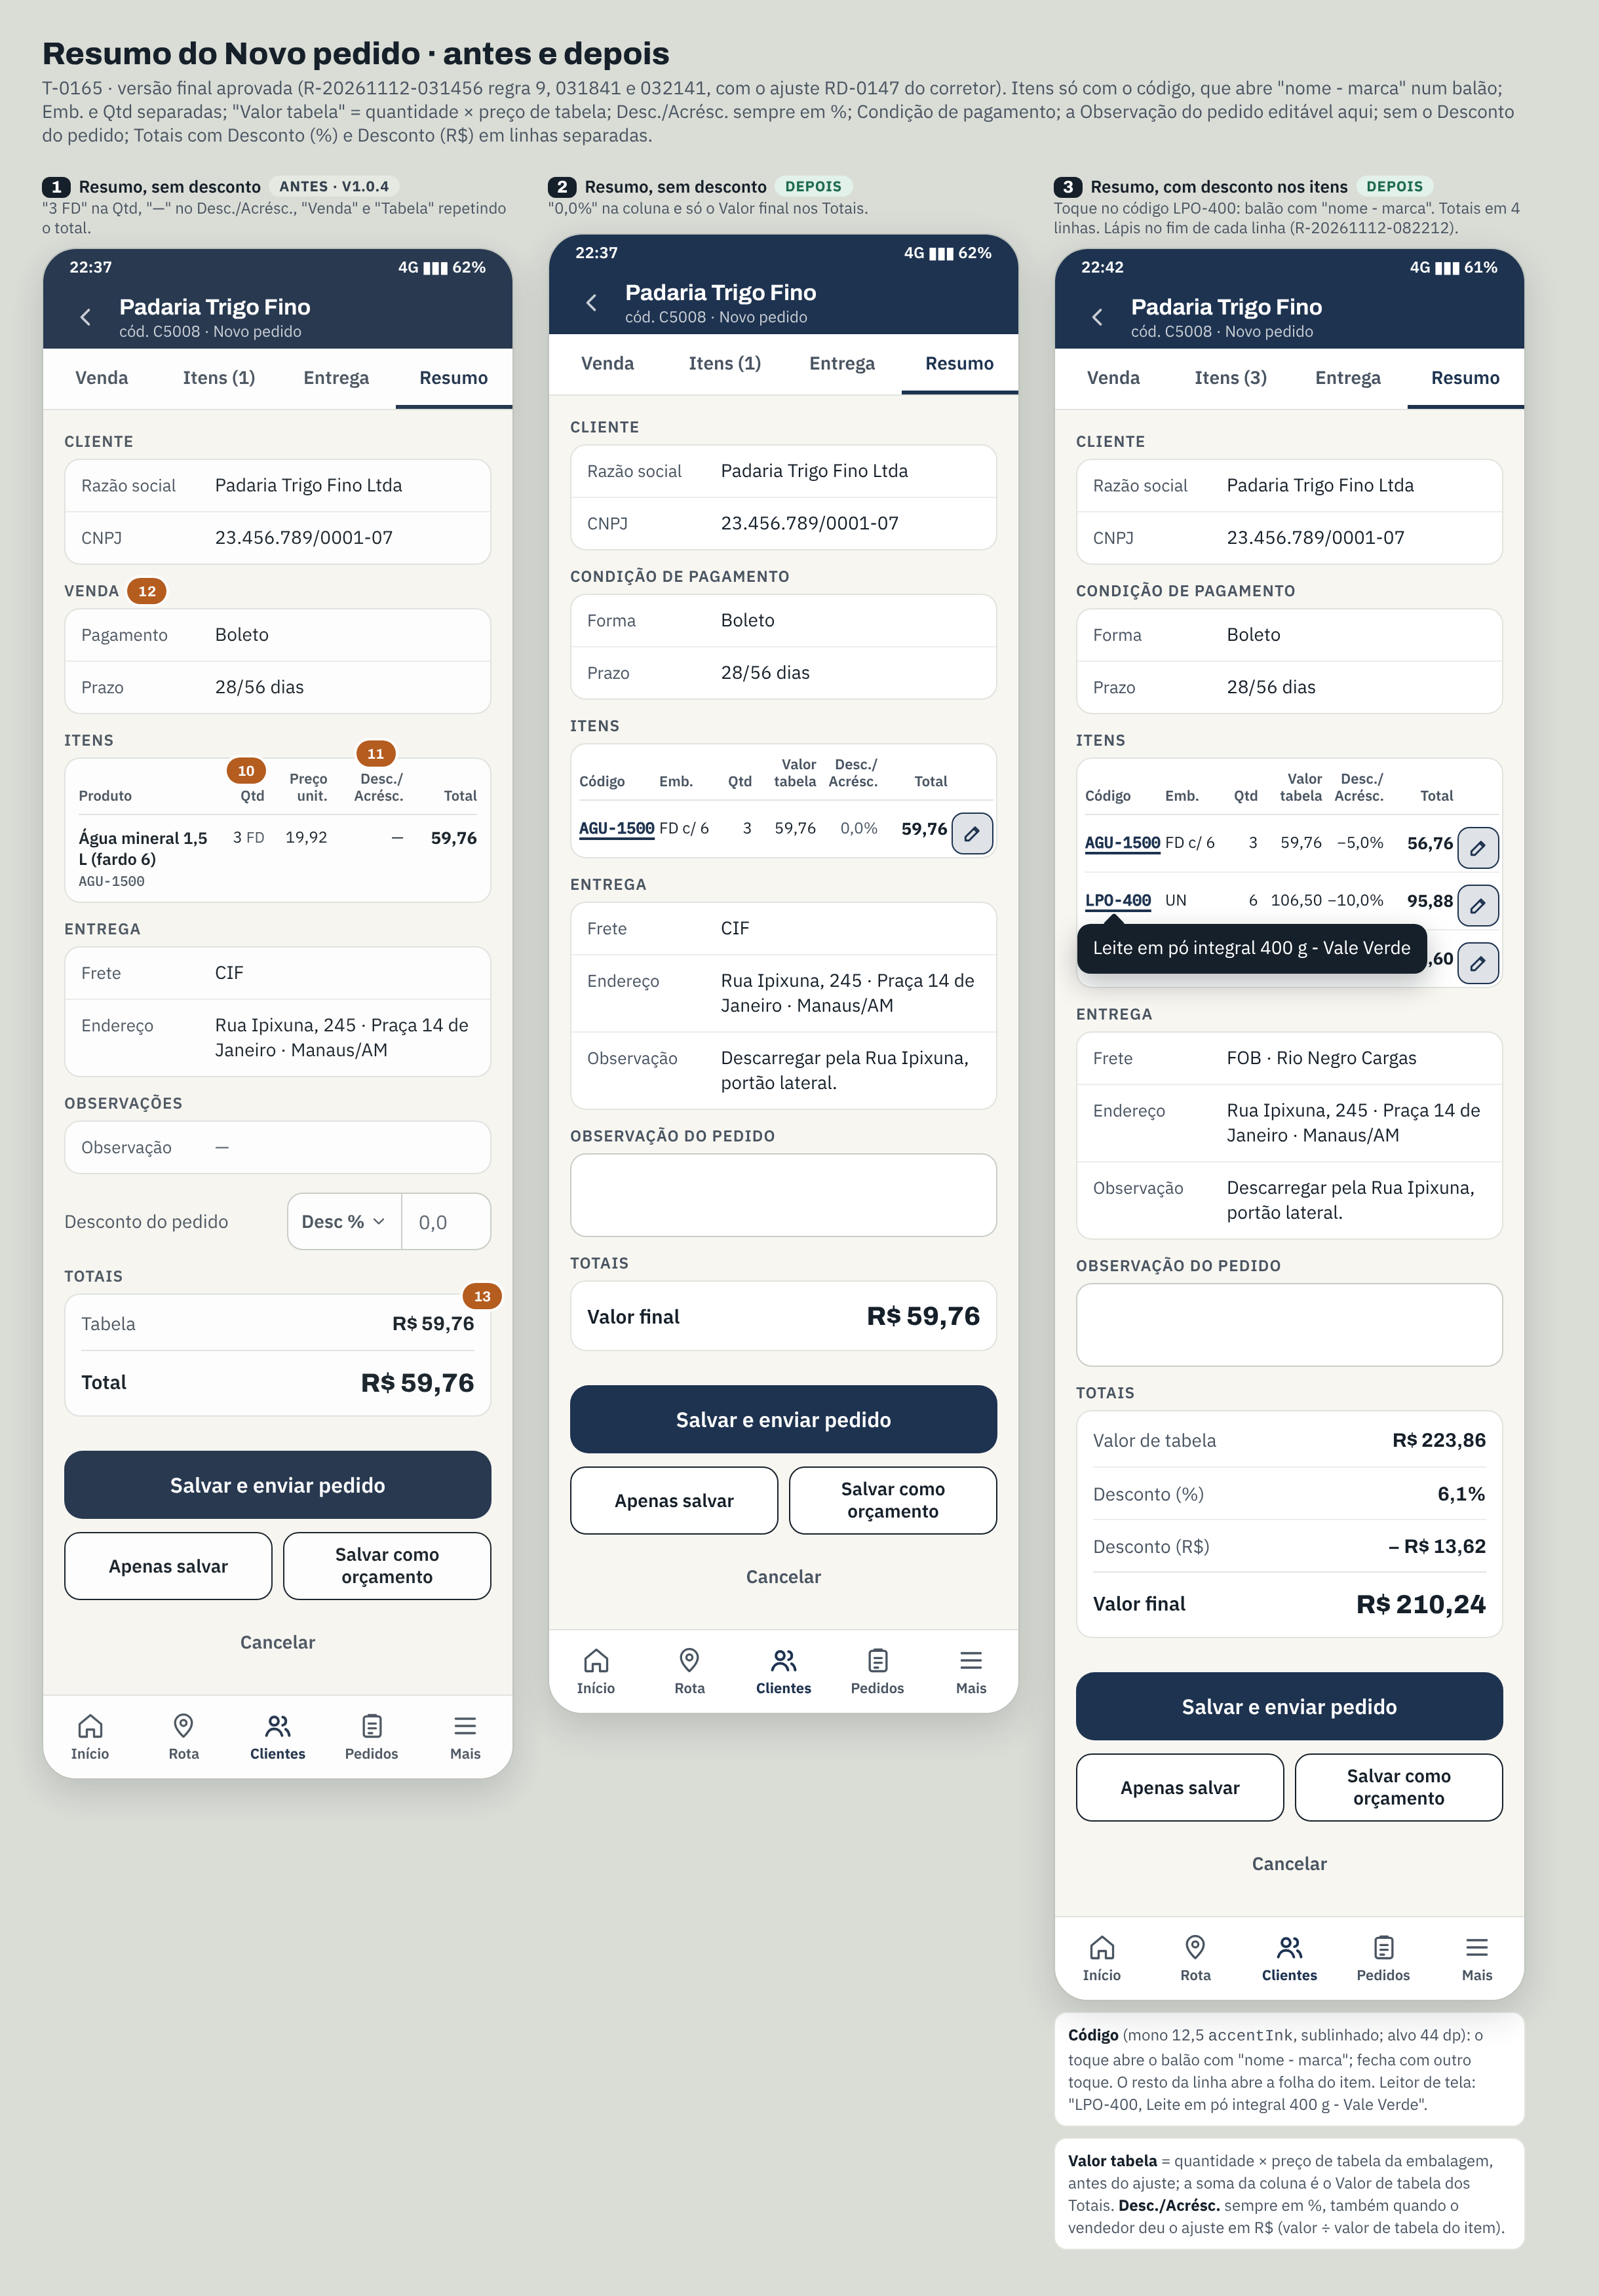 Resumo do Novo pedido · antes e depois
T-0165 · versão final aprovada (R-20261112-031456 regra 9, 031841 e 032141, com o ajuste RD-0147 do corretor). Itens só com o código, que abre "nome - marca" num balão;
Emb. e Qtd separadas; "Valor tabela" = quantidade × preço de tabela; Desc./Acrésc. sempre em %; Condição de pagamento; a Observação do pedido editável aqui; sem o Desconto
do pedido; Totais com Desconto (%) e Desconto (R$) em linhas separadas.
1 Resumo, sem desconto ANTES · V1.0.4
"3 FD" na Qtd, "—" no Desc./Acrésc., "Venda" e "Tabela" repetindo
o total.
22:37 4G 62%
Padaria Trigo Fino
cód. C5008 · Novo pedido
Venda Itens (1) Entrega Resumo
CLIENTE
Razão social Padaria Trigo Fino Ltda
CNPJ 23.456.789/0001-07
VENDA 12
Pagamento Boleto
Prazo 28/56 dias
ITENS
10 11
Produto Qtd Preço unit. Desc./ Acrésc. Total
Água mineral 1,5 3 FD 19,92 — 59,76
L (fardo 6)
AGU-1500
ENTREGA
Frete CIF
Endereço Rua Ipixuna, 245 · Praça 14 de
Janeiro · Manaus/AM
OBSERVAÇÕES
Observação —
Desconto do pedido Desc % 0,0
TOTAIS
13
Tabela R$ 59,76
Total R$ 59,76
Salvar e enviar pedido
Apenas salvar Salvar como
orçamento
Cancelar
Início Rota Clientes Pedidos Mais
2 Resumo, sem desconto DEPOIS
"0,0%" na coluna e só o Valor final nos Totais.
22:37 4G 62%
Padaria Trigo Fino
cód. C5008 · Novo pedido
Venda Itens (1) Entrega Resumo
CLIENTE
Razão social Padaria Trigo Fino Ltda
CNPJ 23.456.789/0001-07
CONDIÇÃO DE PAGAMENTO
Forma Boleto
Prazo 28/56 dias
ITENS
Código Emb. Qtd Valor tabela Desc./ Acrésc. Total
AGU-1500 FD c/ 6 3 59,76 0,0% 59,76
ENTREGA
Frete CIF
Endereço Rua Ipixuna, 245 · Praça 14 de
Janeiro · Manaus/AM
Observação Descarregar pela Rua Ipixuna,
portão lateral.
OBSERVAÇÃO DO PEDIDO
TOTAIS
Valor final R$ 59,76
Salvar e enviar pedido
Apenas salvar Salvar como
orçamento
Cancelar
Início Rota Clientes Pedidos Mais
3 Resumo, com desconto nos itens DEPOIS
Toque no código LPO-400: balão com "nome - marca". Totais em 4
linhas. Lápis no fim de cada linha (R-20261112-082212).
22:42 4G 61%
Padaria Trigo Fino
cód. C5008 · Novo pedido
Venda Itens (3) Entrega Resumo
CLIENTE
Razão social Padaria Trigo Fino Ltda
CNPJ 23.456.789/0001-07
CONDIÇÃO DE PAGAMENTO
Forma Boleto
Prazo 28/56 dias
ITENS
Código Emb. Qtd Valor tabela Desc./ Acrésc. Total
AGU-1500 FD c/ 6 3 59,76 −5,0% 56,76
LPO-400 UN 6 106,50 −10,0% 95,88
Leite em pó integral 400 g - Vale Verde ,60
ENTREGA
Frete FOB · Rio Negro Cargas
Endereço Rua Ipixuna, 245 · Praça 14 de
Janeiro · Manaus/AM
Observação Descarregar pela Rua Ipixuna,
portão lateral.
OBSERVAÇÃO DO PEDIDO
TOTAIS
Valor de tabela R$ 223,86
Desconto (%) 6,1%
Desconto (R$) – R$ 13,62
Valor final R$ 210,24
Salvar e enviar pedido
Apenas salvar Salvar como
orçamento
Cancelar
Início Rota Clientes Pedidos Mais
Código (mono 12,5 accentInk, sublinhado; alvo 44 dp): o
toque abre o balão com "nome - marca"; fecha com outro
toque. O resto da linha abre a folha do item. Leitor de tela:
"LPO-400, Leite em pó integral 400 g - Vale Verde".
Valor tabela = quantidade × preço de tabela da embalagem,
antes do ajuste; a soma da coluna é o Valor de tabela dos
Totais. Desc./Acrésc. sempre em %, também quando o
vendedor deu o ajuste em R$ (valor ÷ valor de tabela do item).